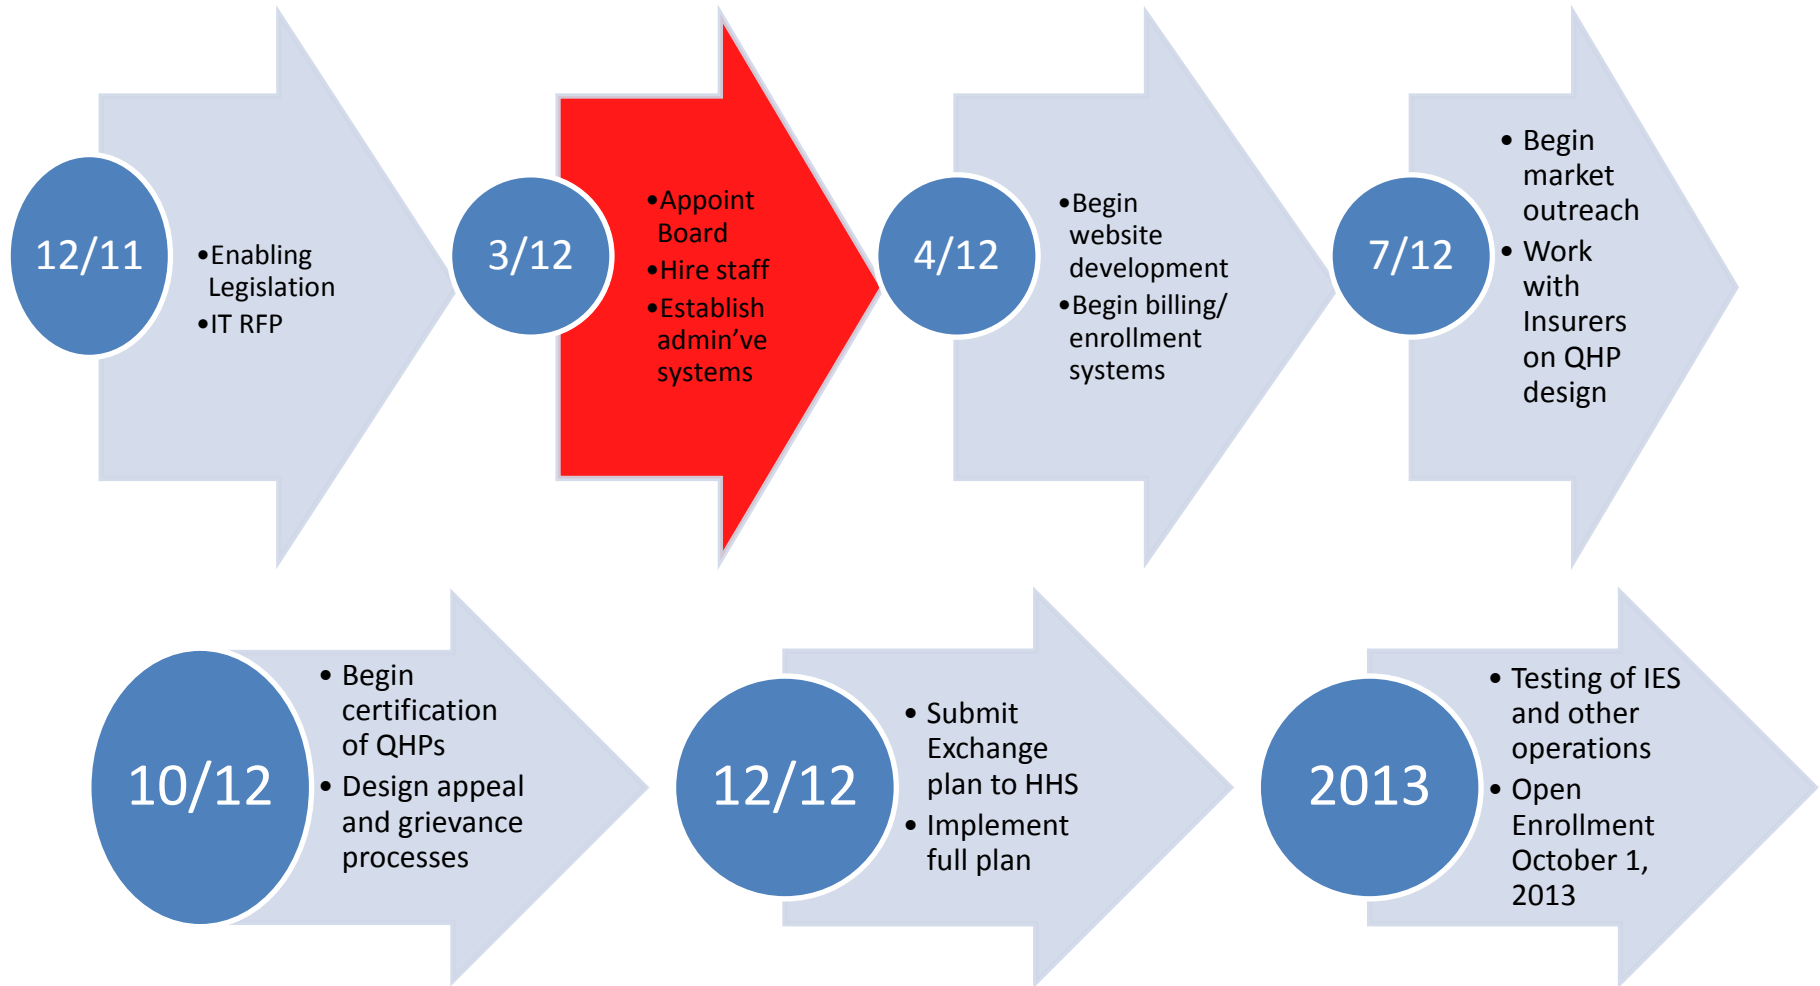 12/11
•Enabling
Legislation
•IT RFP
3/12
•Appoint
Board
•Hire staff
•Establish
admin’ve
systems
4/12
•Begin
website
development
•Begin billing/
enrollment
systems
7/12
• Begin
market
outreach
• Work
with
Insurers
on QHP
design
10/12
• Begin
certification
of QHPs
• Design appeal
and grievance
processes
12/12
• Submit
Exchange
plan to HHS
• Implement
full plan
2013
• Testing of IES
and other
operations
• Open
Enrollment
October 1,
2013